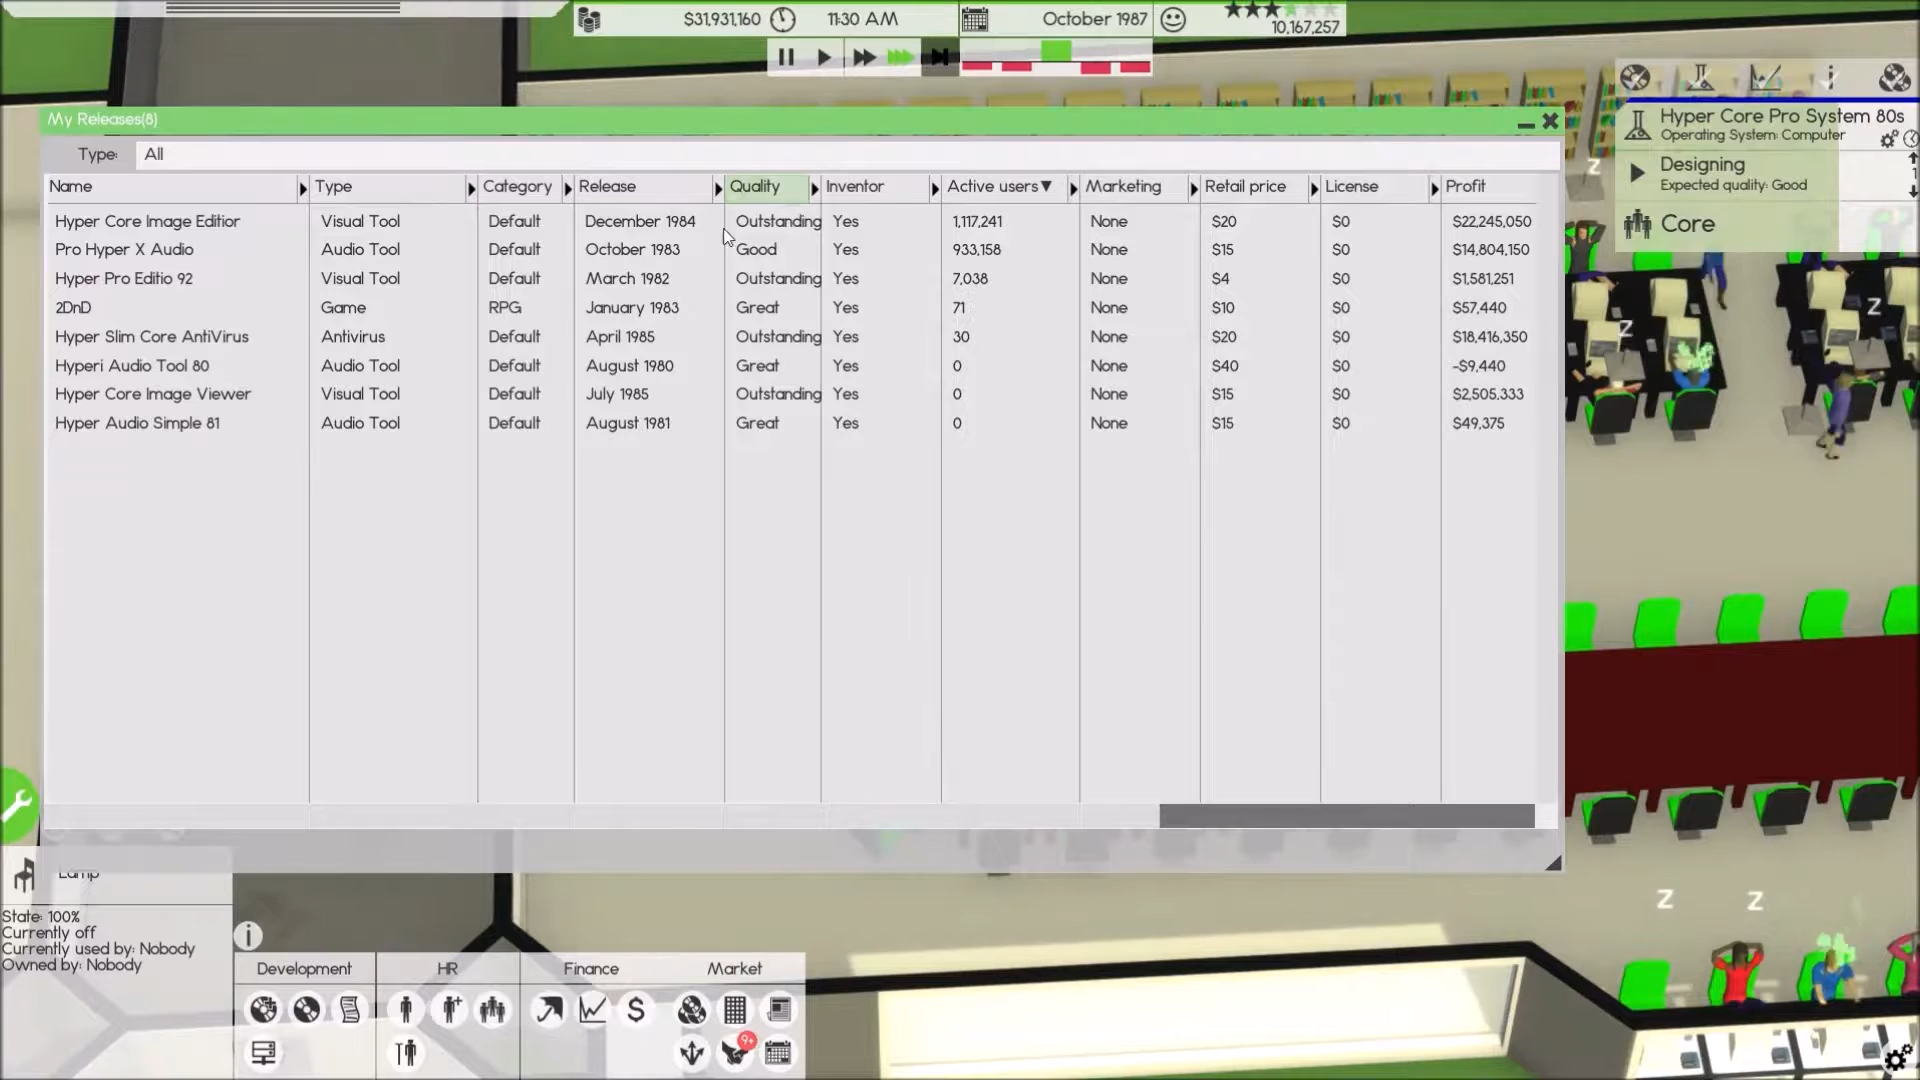 $31,931,160 11:30 AM October 1987 10,167,257
My Releases(8)
Type: All
Name Type Category Release Quality Inventor Active users▼ Marketing Retail price License Profit
Hyper Core Image Editior Visual Tool Default December 1984 Outstanding Yes 1,117,241 None $20 $0 $22,245,050
Pro Hyper X Audio Audio Tool Default October 1983 Good Yes 933,158 None $15 $0 $14,804,150
Hyper Pro Editio 92 Visual Tool Default March 1982 Outstanding Yes 7,038 None $4 $0 $1,581,251
2DnD Game RPG January 1983 Great Yes 71 None $10 $0 $57,440
Hyper Slim Core AntiVirus Antivirus Default April 1985 Outstanding Yes 30 None $20 $0 $18,416,350
Hyperi Audio Tool 80 Audio Tool Default August 1980 Great Yes 0 None $40 $0 -$9,440
Hyper Core Image Viewer Visual Tool Default July 1985 Outstanding Yes 0 None $15 $0 $2,505,333
Hyper Audio Simple 81 Audio Tool Default August 1981 Great Yes 0 None $15 $0 $49,375
Hyper Core Pro System 80s
Operating System: Computer
Designing
Expected quality: Good
1
Core
Z
Z
Z
Z Z
Lamp
State: 100%
Currently off
Currently used by: Nobody
Owned by: Nobody
Development HR Finance Market
9+